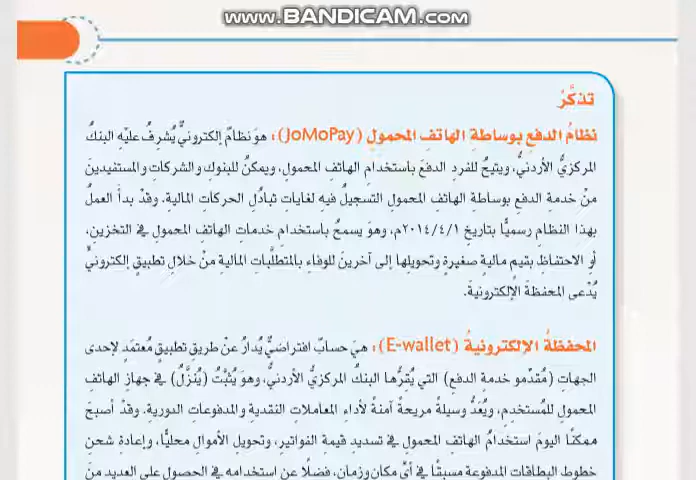 www.BANDICAM.com
تذكَّرْ
نظامُ الدفعِ بوساطةِ الهاتفِ المحمولِ (JoMoPay): هوَ نظامٌ إلكترونيٌّ يُشرِفُ عليْهِ البنكُ
المركزيُّ الأردنيُّ، ويتيحُ للفردِ الدفعَ باستخدامِ الهاتفِ المحمولِ، ويمكنُ للبنوكِ والشركاتِ والمستفيدينَ
منْ خدمةِ الدفعِ بوساطةِ الهاتفِ المحمولِ التسجيلُ فيهِ لغاياتِ تبادُلِ الحركاتِ الماليةِ. وقدْ بدأَ العملُ
بهذا النظامِ رسميًّا بتاريخِ ٢٠١٤/٤/١م، وهوَ يسمحُ باستخدامِ خدماتِ الهاتفِ المحمولِ في التخزينِ،
أوِ الاحتفاظِ بقيمٍ ماليةٍ صغيرةٍ وتحويلِها إلى آخرينَ للوفاءِ بالمتطلَّباتِ الماليةِ منْ خلالِ تطبيقٍ إلكترونيٍّ
يُدْعى المحفظةَ الإلكترونيةَ.
المحفظةُ الإلكترونيةُ (E-wallet): هيَ حسابٌ افتراضيٌّ يُدارُ عنْ طريقِ تطبيقٍ مُعتمَدٍ لإحدى
الجهاتِ (مُقدِّمو خدمةِ الدفعِ) التي يُقِرُّها البنكُ المركزيُّ الأردنيُّ، وهوَ يُثبَّتُ (يُنزَّلُ) في جهازِ الهاتفِ
المحمولِ للمُستخدِمِ، ويُعَدُّ وسيلةً مريحةً آمنةً لأداءِ المعاملاتِ النقديةِ والمدفوعاتِ الدوريةِ. وقدْ أصبحَ
ممكنًا اليومَ استخدامُ الهاتفِ المحمولِ في تسديدِ قيمةِ الفواتيرِ، وتحويلِ الأموالِ محليًّا، وإعادةِ شحنِ
خطوطِ البطاقاتِ المدفوعةِ مسبقًا في أيِّ مكانٍ وزمانٍ، فضلًا عنِ استخدامِهِ في الحصولِ على العديدِ منَ